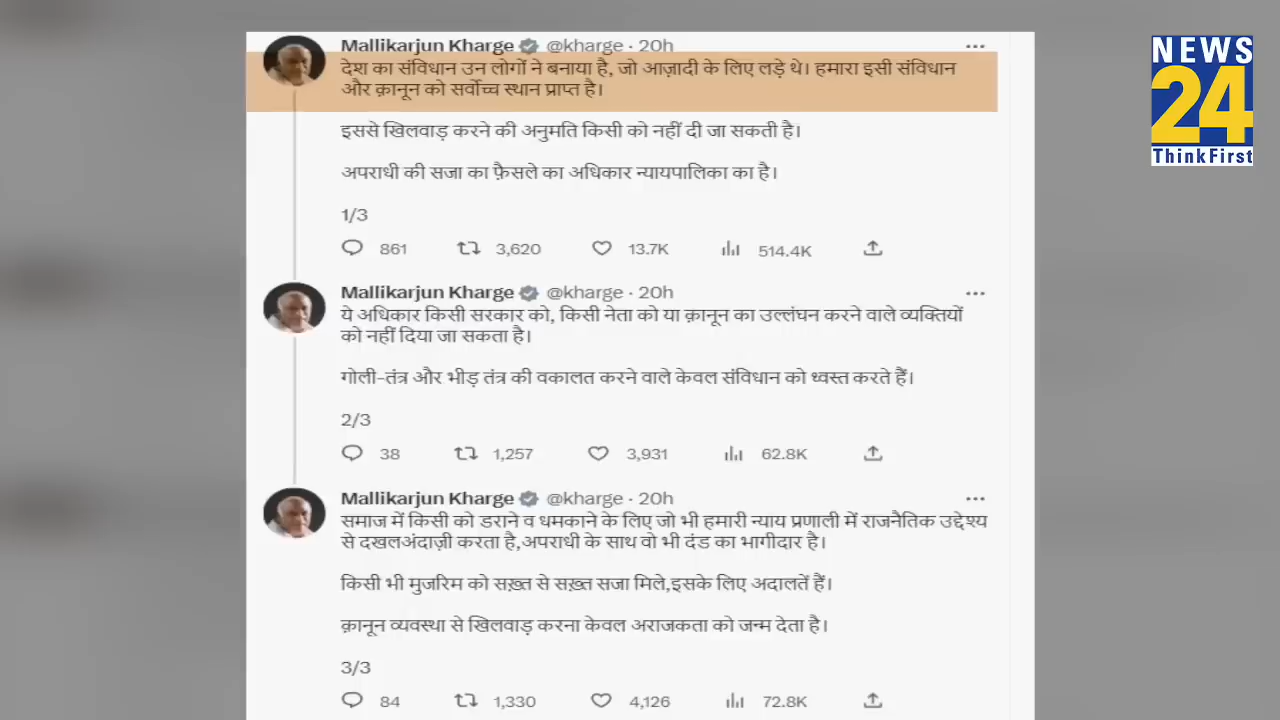 Mallikarjun Kharge @kharge · 20h
देश का संविधान उन लोगों ने बनाया है, जो आज़ादी के लिए लड़े थे। हमारा इसी संविधान
और क़ानून को सर्वोच्च स्थान प्राप्त है।
इससे खिलवाड़ करने की अनुमति किसी को नहीं दी जा सकती है।
अपराधी की सजा का फ़ैसले का अधिकार न्यायपालिका का है।
1/3
861 3,620 13.7K 514.4K
Mallikarjun Kharge @kharge · 20h
ये अधिकार किसी सरकार को, किसी नेता को या क़ानून का उल्लंघन करने वाले व्यक्तियों
को नहीं दिया जा सकता है।
गोली-तंत्र और भीड़ तंत्र की वकालत करने वाले केवल संविधान को ध्वस्त करते हैं।
2/3
38 1,257 3,931 62.8K
Mallikarjun Kharge @kharge · 20h
समाज में किसी को डराने व धमकाने के लिए जो भी हमारी न्याय प्रणाली में राजनैतिक उद्देश्य
से दखलअंदाज़ी करता है,अपराधी के साथ वो भी दंड का भागीदार है।
किसी भी मुजरिम को सख़्त से सख़्त सजा मिले,इसके लिए अदालतें हैं।
क़ानून व्यवस्था से खिलवाड़ करना केवल अराजकता को जन्म देता है।
3/3
84 1,330 4,126 72.8K
NEWS
24
ThinkFirst